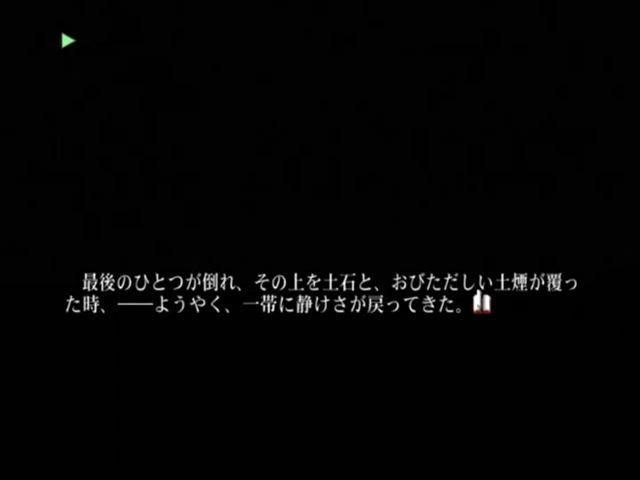 最後のひとつが倒れ、その上を土石と、おびただしい土煙が覆っ
た時、――ようやく、一帯に静けさが戻ってきた。